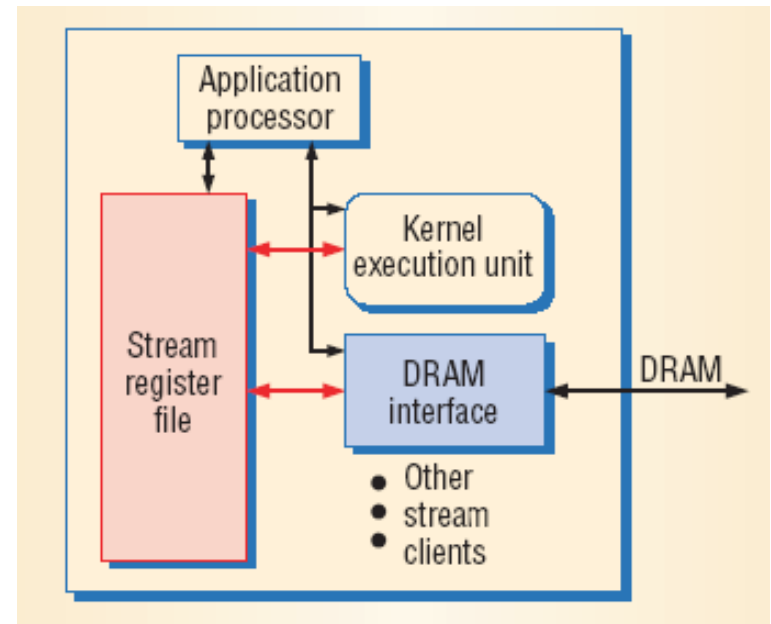 Application
processor
Kernel
execution unit
Stream
register
file
DRAM
interface
DRAM
• Other
• stream
• clients